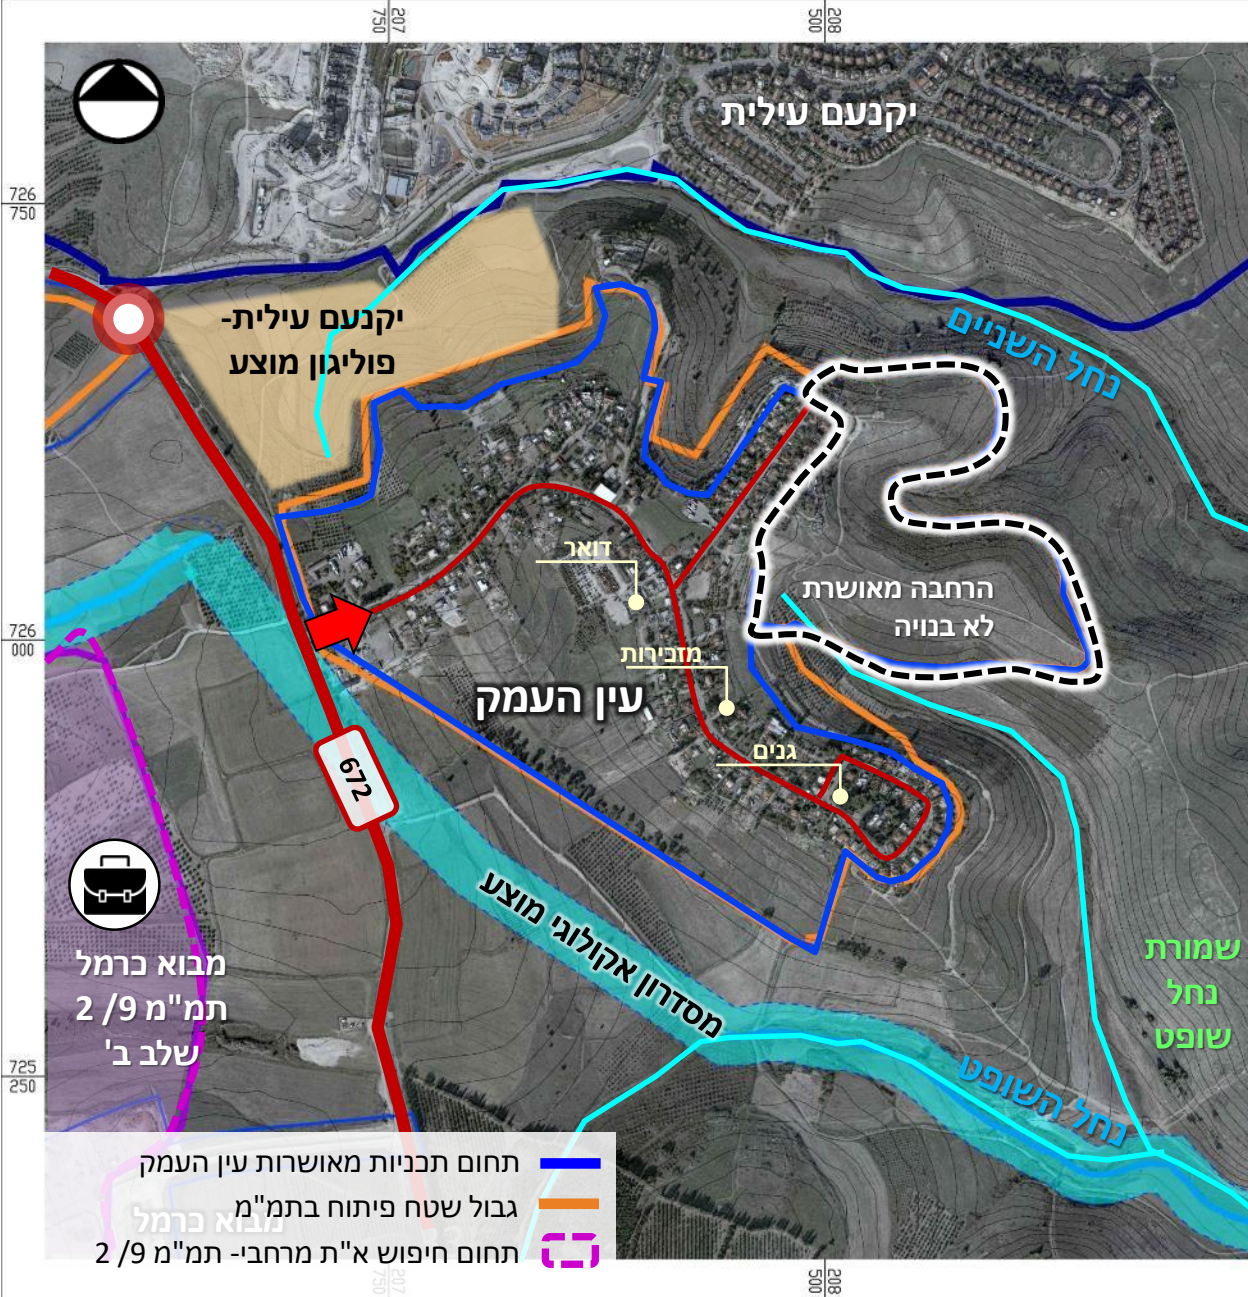 207
750
208
500
יקנעם עילית
726
750
יקנעם עילית-
פוליגון מוצע
נחל השניים
דואר
הרחבה מאושרת
לא בנויה
726
000
מזכירות
עין העמק
גנים
672
מסדרון אקולוגי מוצע
מבוא כרמל
תמ"מ 9/ 2
שלב ב'
שמורת
נחל
שופט
נחל השופט
725
250
תחום תכניות מאושרות עין העמק
גבול שטח פיתוח בתמ"מ
מבוא כרמל
תחום חיפוש א"ת מרחבי- תמ"מ 9/ 2
207
750
208
500